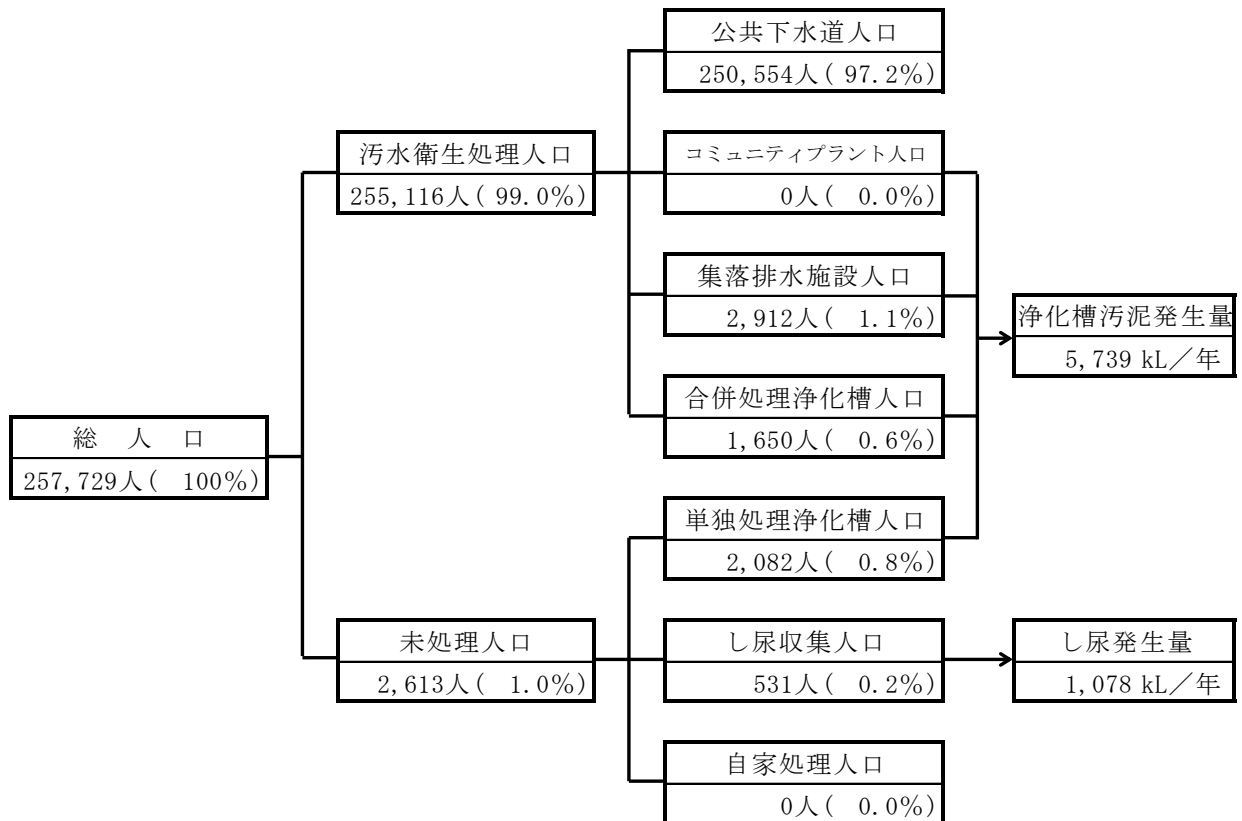 公共下水道人口
250,554人( 97.2%)
汚水衛生処理人口
255,116人( 99.0%)
コミュニティプラント人口
0人( 0.0%)
集落排水施設人口
2,912人( 1.1%)
浄化槽汚泥発生量
5,739 kL／年
合併処理浄化槽人口
1,650人( 0.6%)
総 人 口
257,729人( 100%)
単独処理浄化槽人口
2,082人( 0.8%)
未処理人口
2,613人( 1.0%)
し尿収集人口
531人( 0.2%)
し尿発生量
1,078 kL／年
自家処理人口
0人( 0.0%)